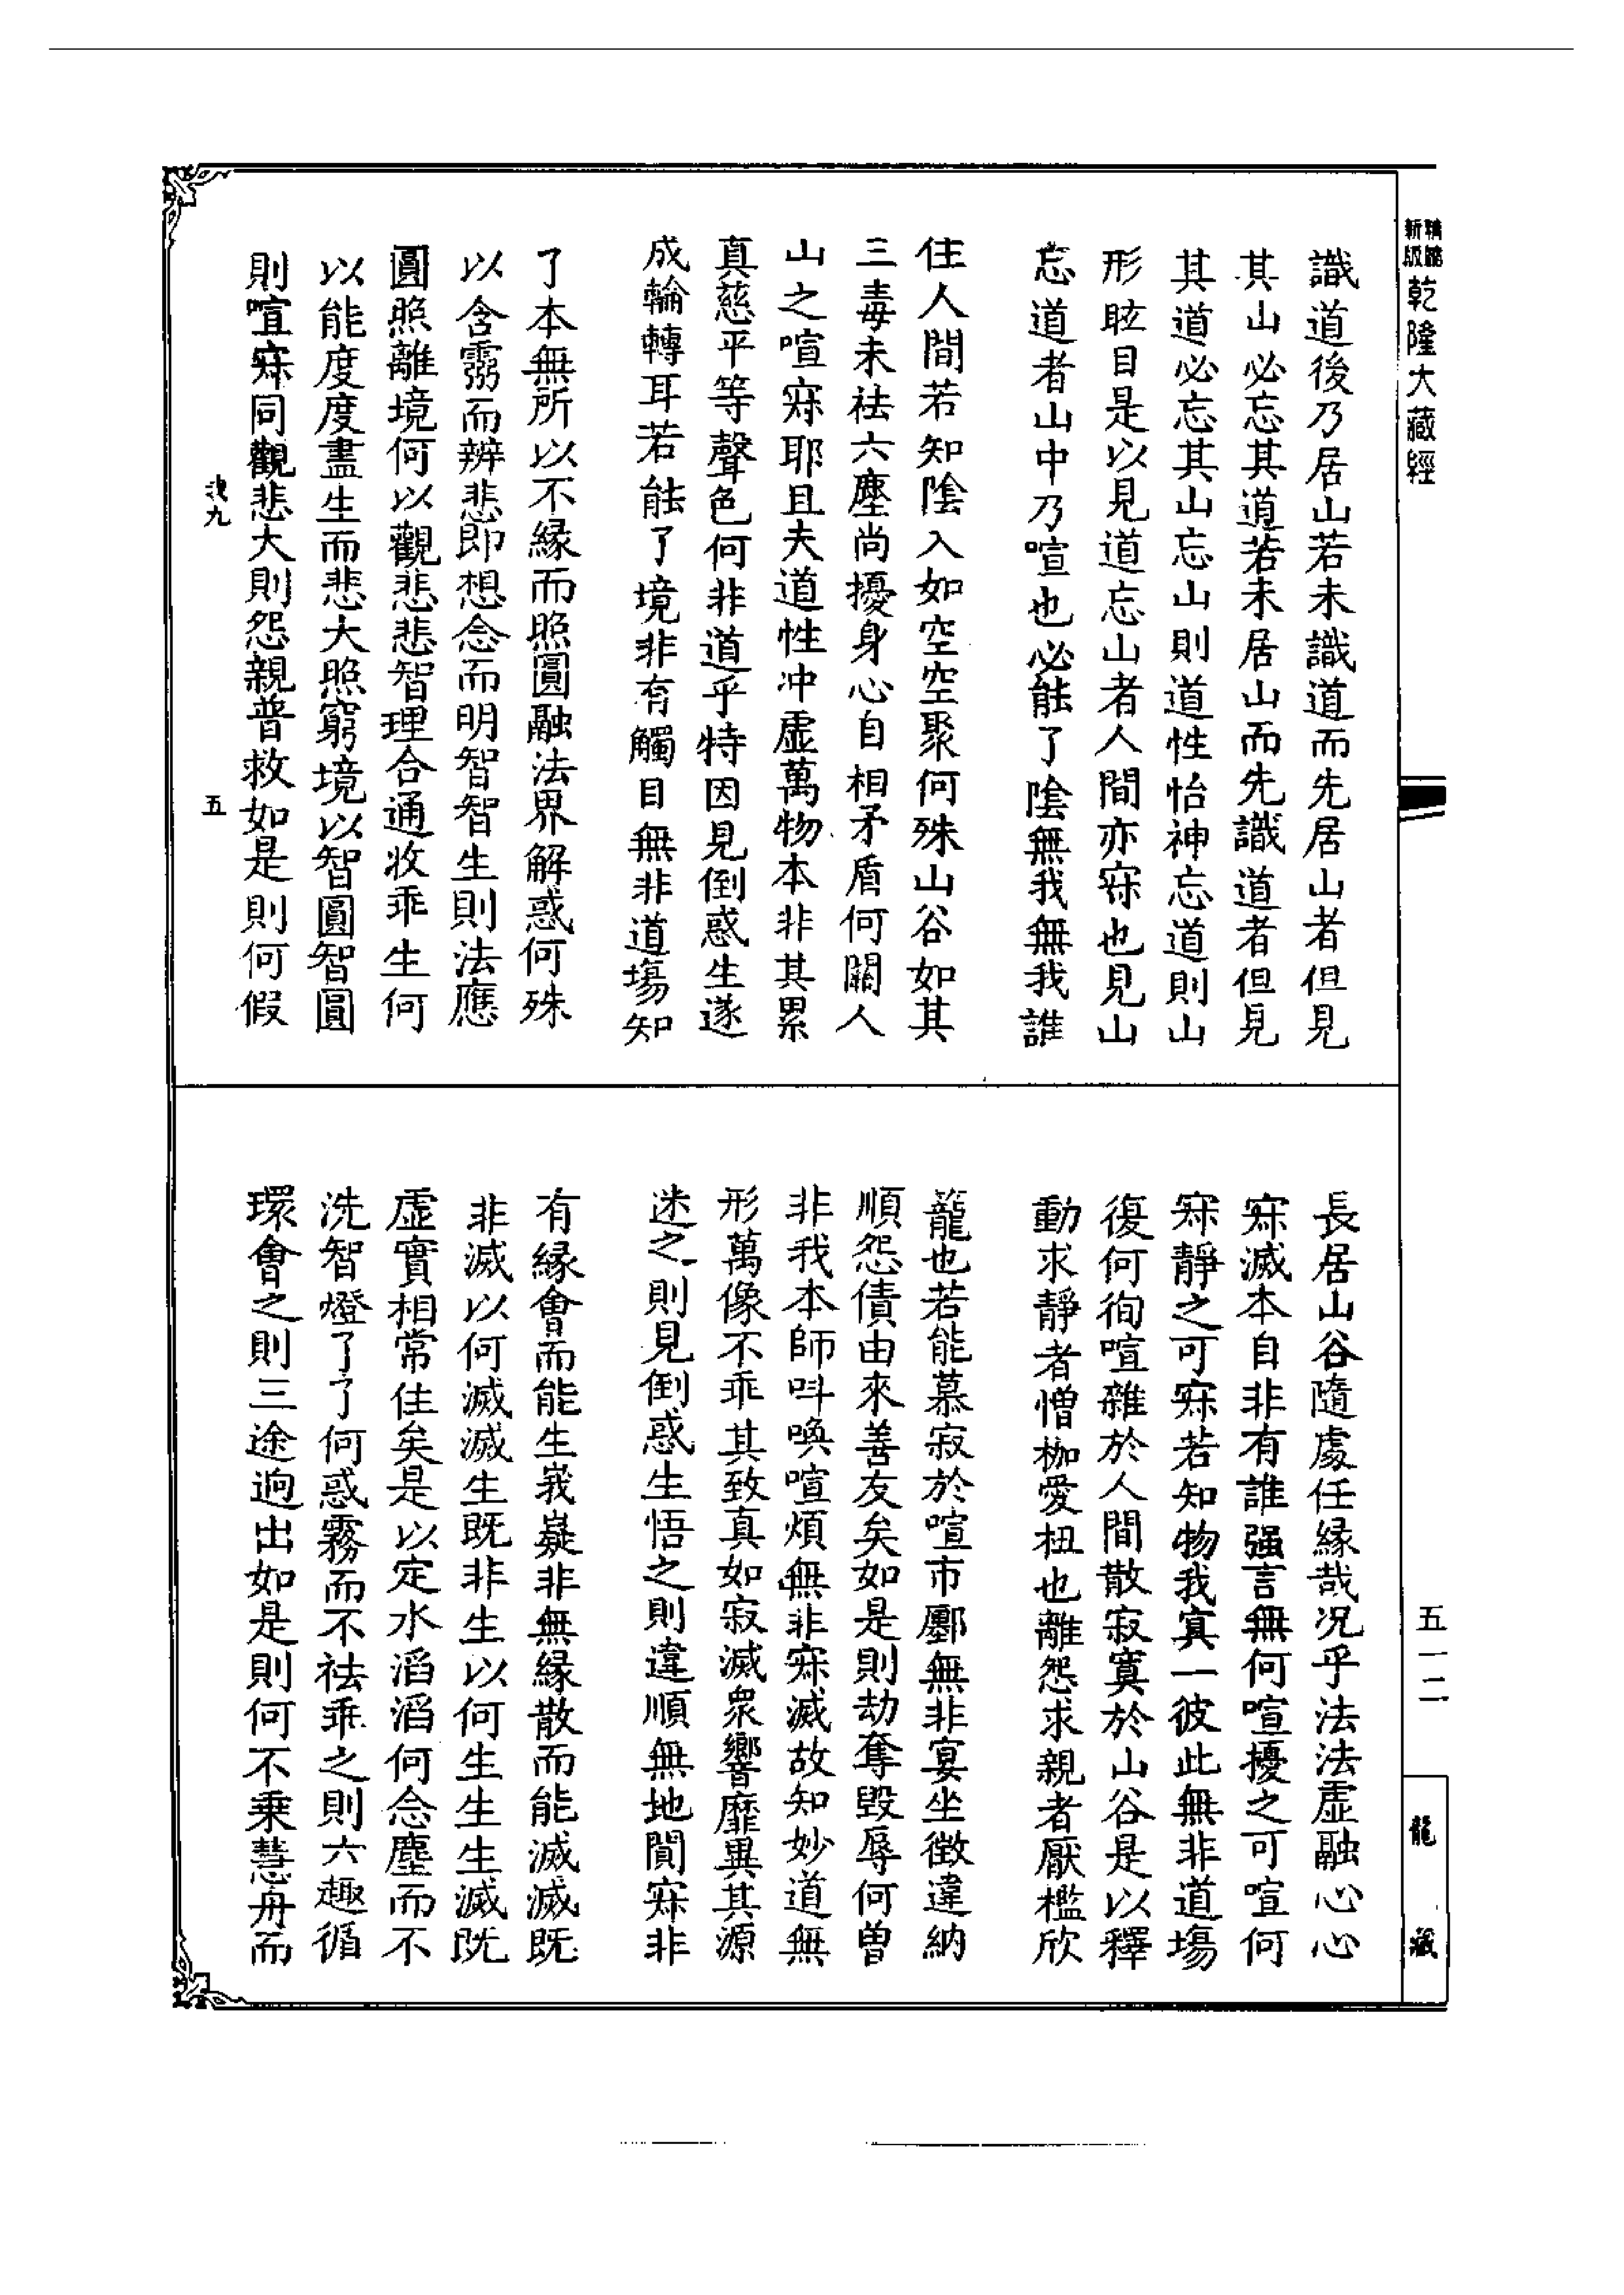 精編新版乾隆大藏經
識道後乃居山若未識道而先居山者但見
其山必忘其道若未居山而先識道者但見
其道必忘其山忘山則道性怡神忘道則山
形眩目是以見道忘山者人間亦寂也見山
忘道者山中乃喧也必能了陰無我無我誰
住人間若知陰入如空空聚何殊山谷如其
三毒未祛六塵尚擾身心自相矛盾何關人
山之喧寂耶且夫道性沖虛萬物本非其累
真慈平等聲色何非道乎特因見倒惑生遂
成輪轉耳若能了境非有觸目無非道場知
了本無所以不緣而照圓融法界解惑何殊
以含靈而辨悲即想念而明智智生則法應
圓照離境何以觀悲悲智理合通收乖生何
以能度度盡生而悲大照窮境以智圓智圓
則喧寂同觀悲大則怨親普救如是則何假
五
長居山谷隨處任緣哉況乎法法虛融心心
寂滅本自非有誰强言無何喧擾之可喧何
寂靜之可寂若知物我冥一彼此無非道場
復何徇喧雜於人間散寂寞於山谷是以釋
動求靜者憎枷愛杻也離怨求親者厭檻欣
籠也若能慕寂於喧市廛無非宴坐徵違納
順怨債由來善友矣如是則劫奪毀辱何曾
非我本師叫喚喧煩無非寂滅故知妙道無
形萬像不乖其致真如寂滅眾響靡異其源
迷之則見倒惑生悟之則違順無地閴寂非
有緣會而能生峩嶷非無緣散而能滅滅既
非滅以何滅滅生既非生以何生生生滅既
虛實相常住矣是以定水滔滔何念塵而不
洗智燈了了何惑霧而不祛乖之則六趣循
環會之則三途迥出如是則何不乘慧舟而
五一二
龍藏